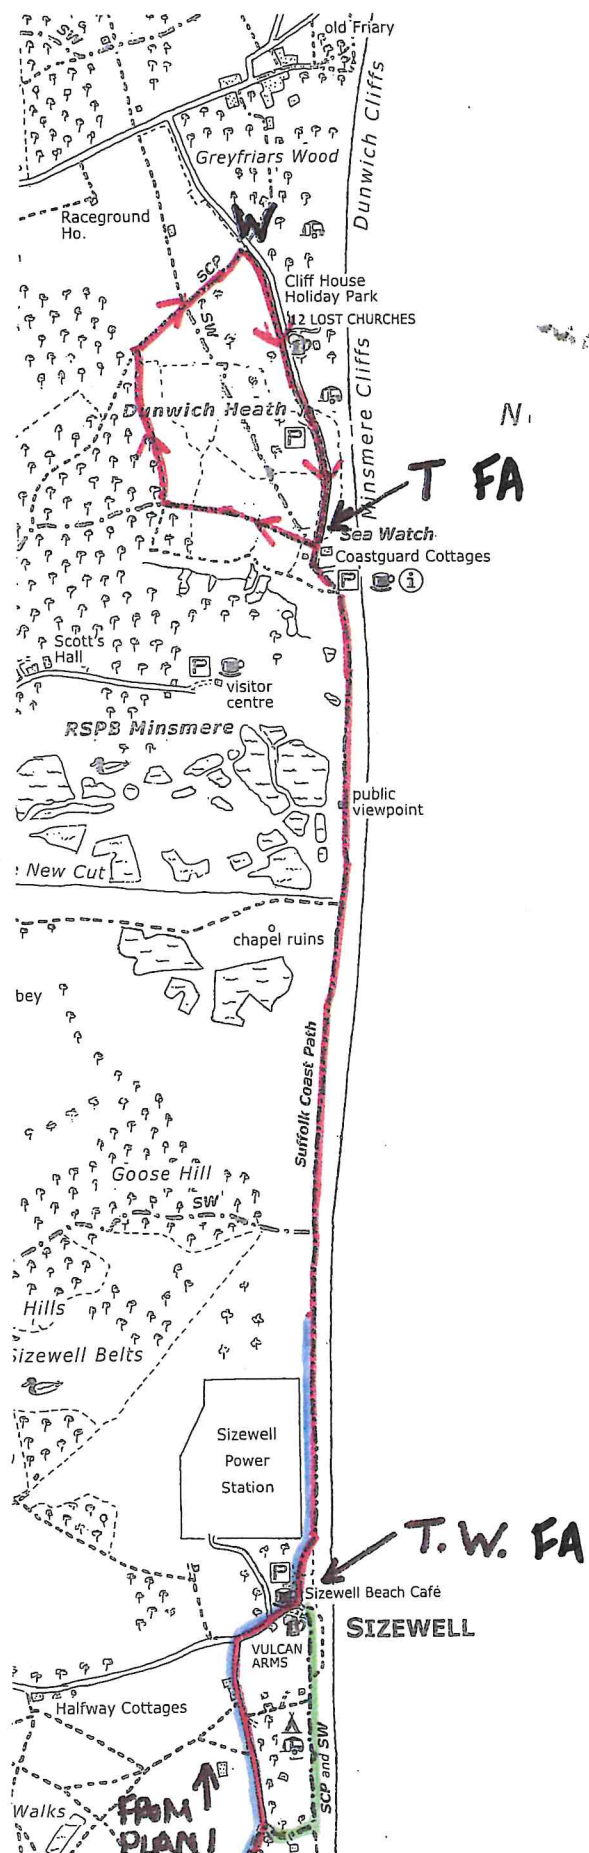 old Friary
SW
Dunwich Cliffs
Greyfriars Wood
Raceground
Ho.
W
SCP
SW
Cliff House
Holiday Park
12 LOST CHURCHES
Minsmere Cliffs
Dunwich Heath
P
N
T FA
Sea Watch
Coastguard Cottages
P
i
Scott's
Hall
P
visitor
centre
RSPB Minsmere
public
viewpoint
New Cut
chapel ruins
bey
Suffolk Coast Path
Goose Hill
SW
Hills
Sizewell Belts
Sizewell
Power
Station
T. W. FA
P
Sizewell Beach Café
SIZEWELL
VULCAN
ARMS
Halfway Cottages
SCP and SW
Walks
FROM
PLAN 1